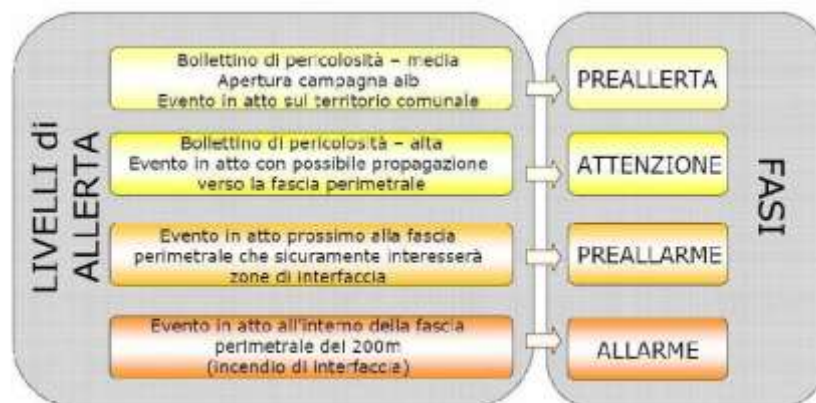 LIVELLI di
ALLERTA
Bollettino di pericolosità – media
Apertura campagna aib
Evento in atto sul territorio comunale
PREALLERTA
Bollettino di pericolosità – alta
Evento in atto con possibile propagazione
verso la fascia perimetrale
ATTENZIONE
Evento in atto prossimo alla fascia
perimetrale che sicuramente interesserà
zone di interfaccia
PREALLARME
Evento in atto all'interno della fascia
perimetrale dei 200m
(incendio di interfaccia)
ALLARME
FASI